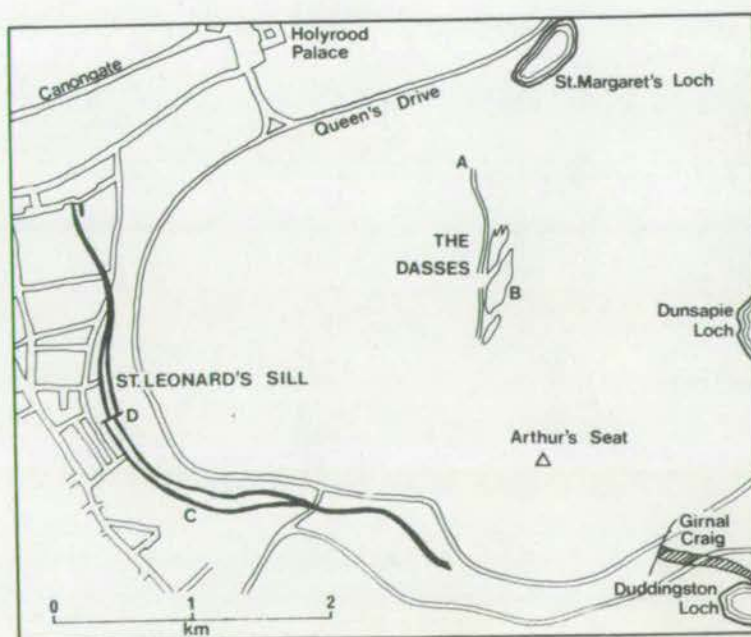 Holyrood
Palace
Canongate
Queen's Drive
St.Margaret's Loch
A
THE
DASSES
B
Dunsapie
Loch
ST. LEONARD'S SILL
D
Arthur's Seat
C
Girnal
Craig
Duddingston
Loch
0 1 2
km